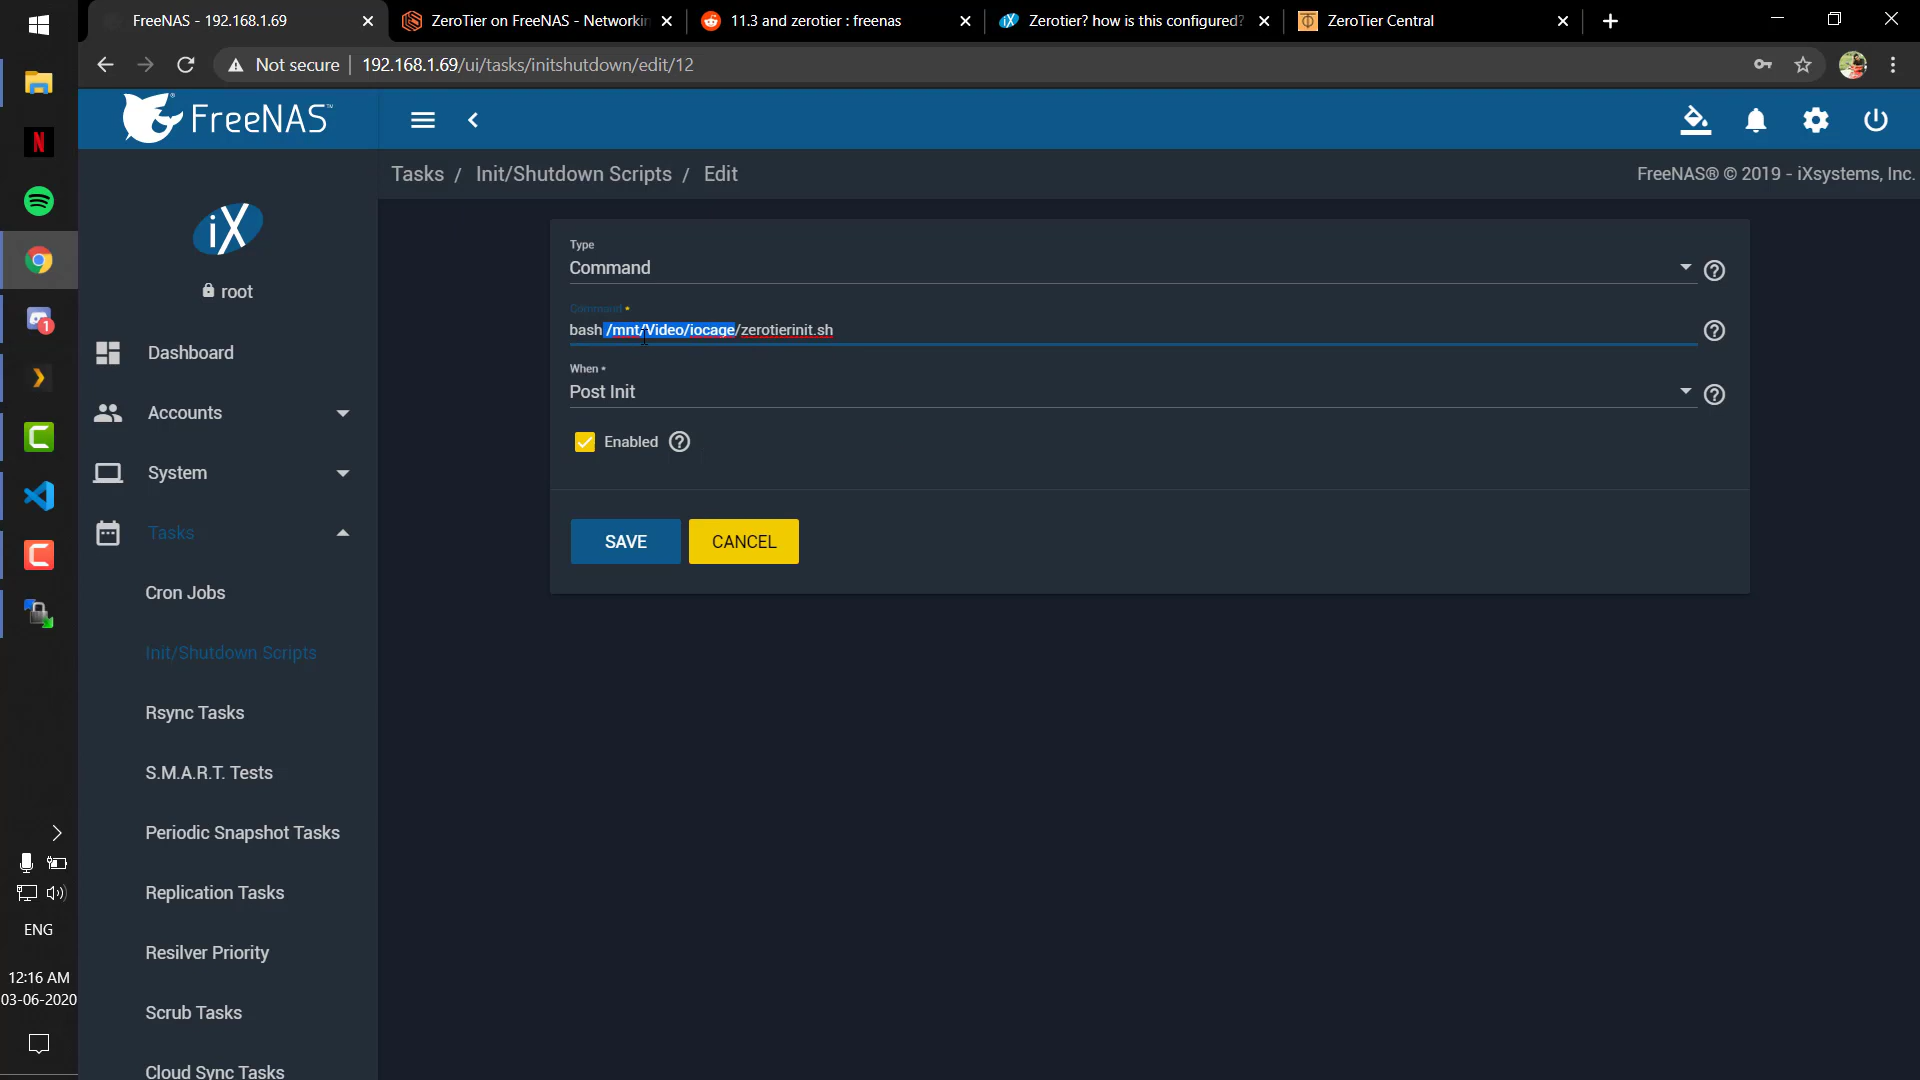 FreeNAS - 192.168.1.69
ZeroTier on FreeNAS - Networkin
11.3 and zerotier : freenas
Zerotier? how is this configured?
ZeroTier Central
Not secure
192.168.1.69/ui/tasks/initshutdown/edit/12
FreeNAS™
Tasks / Init/Shutdown Scripts / Edit
FreeNAS® © 2019 - iXsystems, Inc.
iX
root
Dashboard
Accounts
System
Tasks
Cron Jobs
Init/Shutdown Scripts
Rsync Tasks
S.M.A.R.T. Tests
Periodic Snapshot Tasks
Replication Tasks
Resilver Priority
Scrub Tasks
Cloud Sync Tasks
Type
Command
Command *
bash /mnt/Video/iocage/zerotierinit.sh
When *
Post Init
Enabled
SAVE
CANCEL
N
1
ENG
12:16 AM
03-06-2020